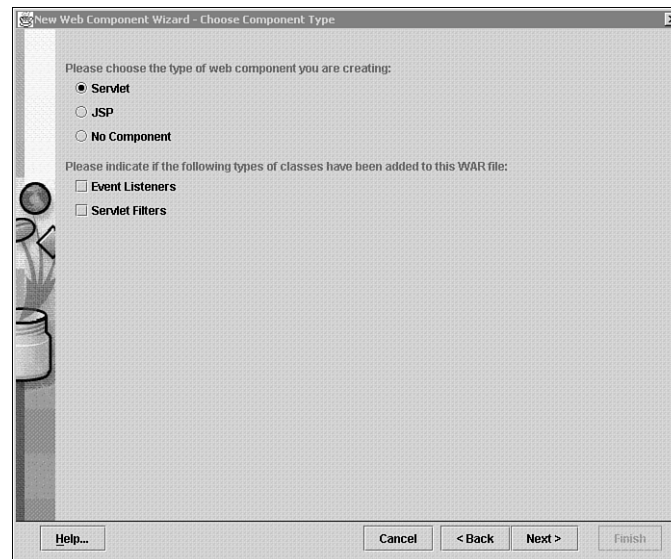 New Web Component Wizard - Choose Component Type
Please choose the type of web component you are creating:
Servlet
JSP
No Component
Please indicate if the following types of classes have been added to this WAR file:
Event Listeners
Servlet Filters
Help... Cancel < Back Next > Finish